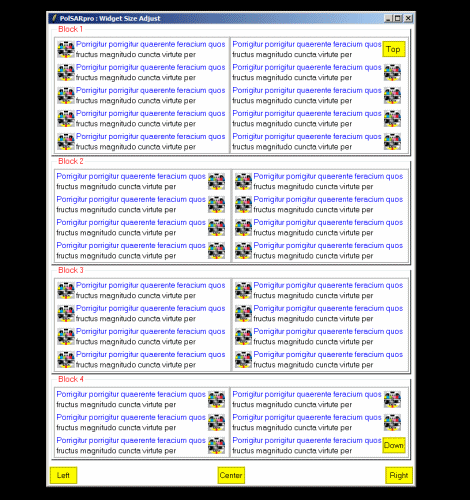 PolSARpro : Widget Size Adjust
Block 1
Porrigitur porrigitur quaerente feracium quos
fructus magnitudo cuncta virtute per
Porrigitur porrigitur quaerente feracium quos
fructus magnitudo cuncta virtute per
Porrigitur porrigitur quaerente feracium quos
fructus magnitudo cuncta virtute per
Porrigitur porrigitur quaerente feracium quos
fructus magnitudo cuncta virtute per
Porrigitur porrigitur quaerente feracium quos
fructus magnitudo cuncta virtute per
Porrigitur porrigitur quaerente feracium quos
fructus magnitudo cuncta virtute per
Top
Porrigitur porrigitur quaerente feracium quos
fructus magnitudo cuncta virtute per
Porrigitur porrigitur quaerente feracium quos
fructus magnitudo cuncta virtute per
Porrigitur porrigitur quaerente feracium quos
fructus magnitudo cuncta virtute per
Porrigitur porrigitur quaerente feracium quos
fructus magnitudo cuncta virtute per
Block 2
Porrigitur porrigitur quaerente feracium quos
fructus magnitudo cuncta virtute per
Porrigitur porrigitur quaerente feracium quos
fructus magnitudo cuncta virtute per
Porrigitur porrigitur quaerente feracium quos
fructus magnitudo cuncta virtute per
Porrigitur porrigitur quaerente feracium quos
fructus magnitudo cuncta virtute per
Porrigitur porrigitur quaerente feracium quos
fructus magnitudo cuncta virtute per
Porrigitur porrigitur quaerente feracium quos
fructus magnitudo cuncta virtute per
Porrigitur porrigitur quaerente feracium quos
fructus magnitudo cuncta virtute per
Porrigitur porrigitur quaerente feracium quos
fructus magnitudo cuncta virtute per
Block 3
Porrigitur porrigitur quaerente feracium quos
fructus magnitudo cuncta virtute per
Porrigitur porrigitur quaerente feracium quos
fructus magnitudo cuncta virtute per
Porrigitur porrigitur quaerente feracium quos
fructus magnitudo cuncta virtute per
Porrigitur porrigitur quaerente feracium quos
fructus magnitudo cuncta virtute per
Porrigitur porrigitur quaerente feracium quos
fructus magnitudo cuncta virtute per
Porrigitur porrigitur quaerente feracium quos
fructus magnitudo cuncta virtute per
Porrigitur porrigitur quaerente feracium quos
fructus magnitudo cuncta virtute per
Porrigitur porrigitur quaerente feracium quos
fructus magnitudo cuncta virtute per
Block 4
Porrigitur porrigitur quaerente feracium quos
fructus magnitudo cuncta virtute per
Porrigitur porrigitur quaerente feracium quos
fructus magnitudo cuncta virtute per
Porrigitur porrigitur quaerente feracium quos
fructus magnitudo cuncta virtute per
Porrigitur porrigitur quaerente feracium quos
fructus magnitudo cuncta virtute per
Porrigitur porrigitur quaerente feracium quos
fructus magnitudo cuncta virtute per
Porrigitur porrigitur quaerente feracium quos
fructus magnitudo cuncta virtute per
Down
Left
Center
Right